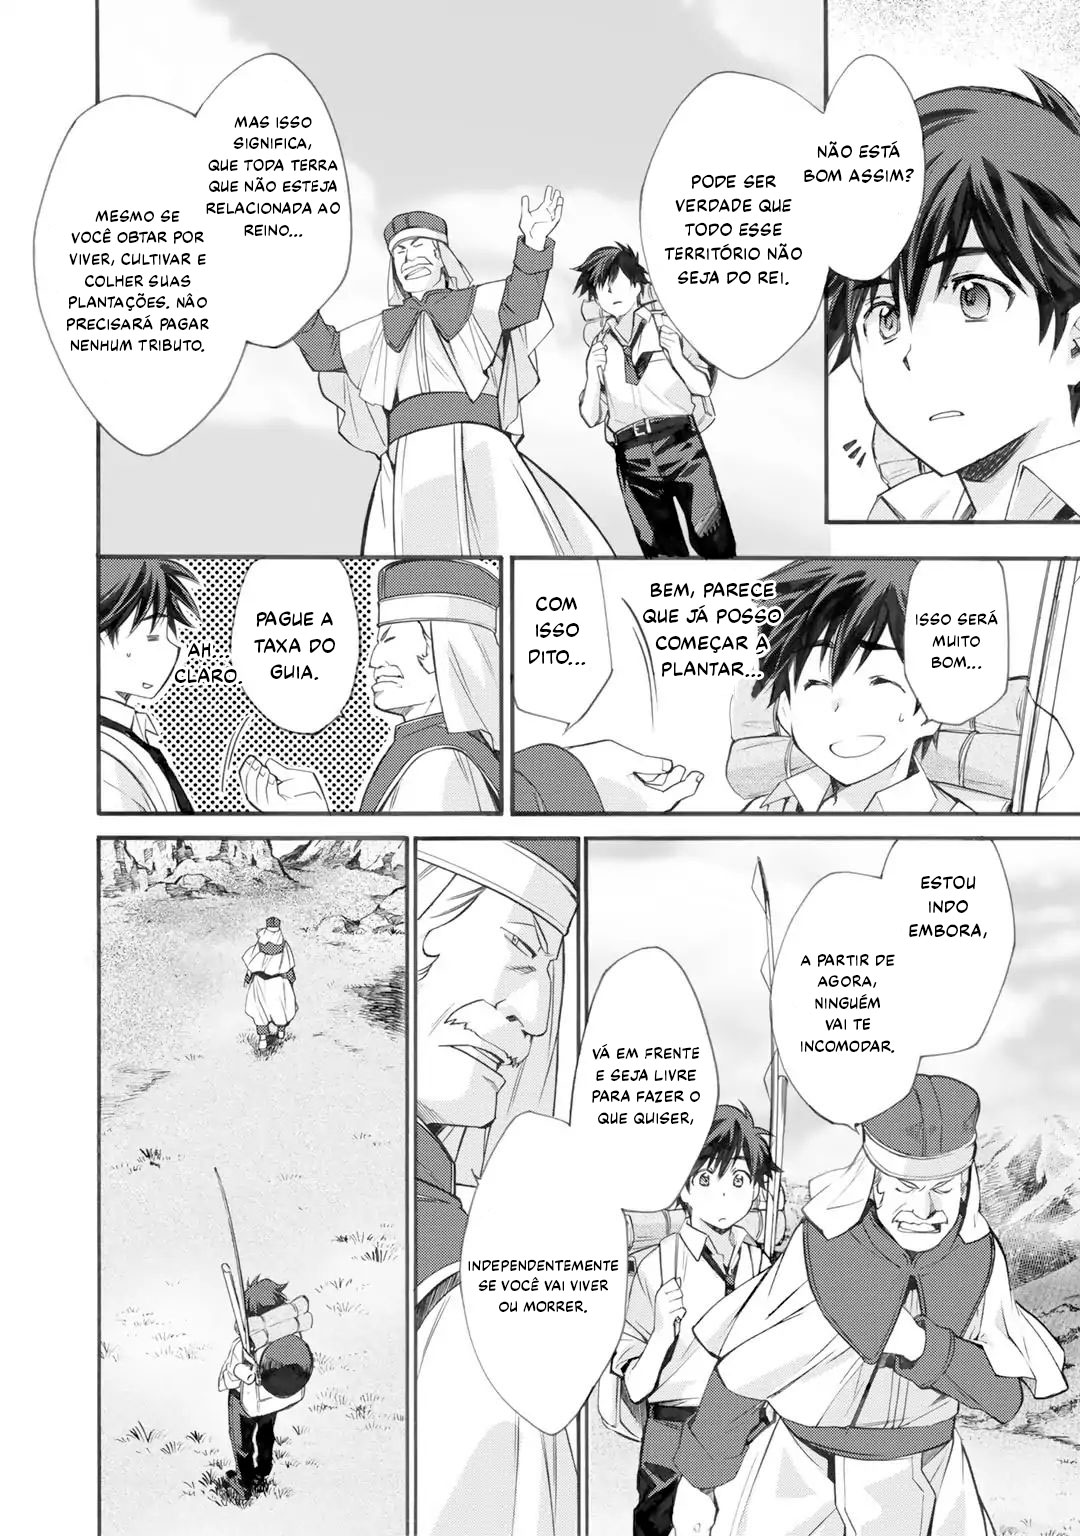 NÃO ESTÁ
BOM ASSIM?
PODE SER
VERDADE QUE
TODO ESSE
TERRITÓRIO NÃO
SEJA DO REI.
MAS ISSO
SIGNIFICA,
QUE TODA TERRA
QUE NÃO ESTEJA
RELACIONADA AO
REINO...
MESMO SE
VOCÊ OBTAR POR
VIVER, CULTIVAR E
COLHER SUAS
PLANTAÇÕES. NÃO
PRECISARÁ PAGAR
NENHUM TRIBUTO.
ISSO SERÁ
MUITO
BOM...
BEM, PARECE
QUE JÁ POSSO
COMEÇAR A
PLANTAR...
COM
ISSO
DITO...
PAGUE A
TAXA DO
GUIA.
AH...
CLARO.
ESTOU
INDO
EMBORA,
A PARTIR DE
AGORA,
NINGUÉM
VAI TE
INCOMODAR.
VÁ EM FRENTE
E SEJA LIVRE
PARA FAZER O
QUE QUISER,
INDEPENDENTEMENTE
SE VOCÊ VAI VIVER
OU MORRER.